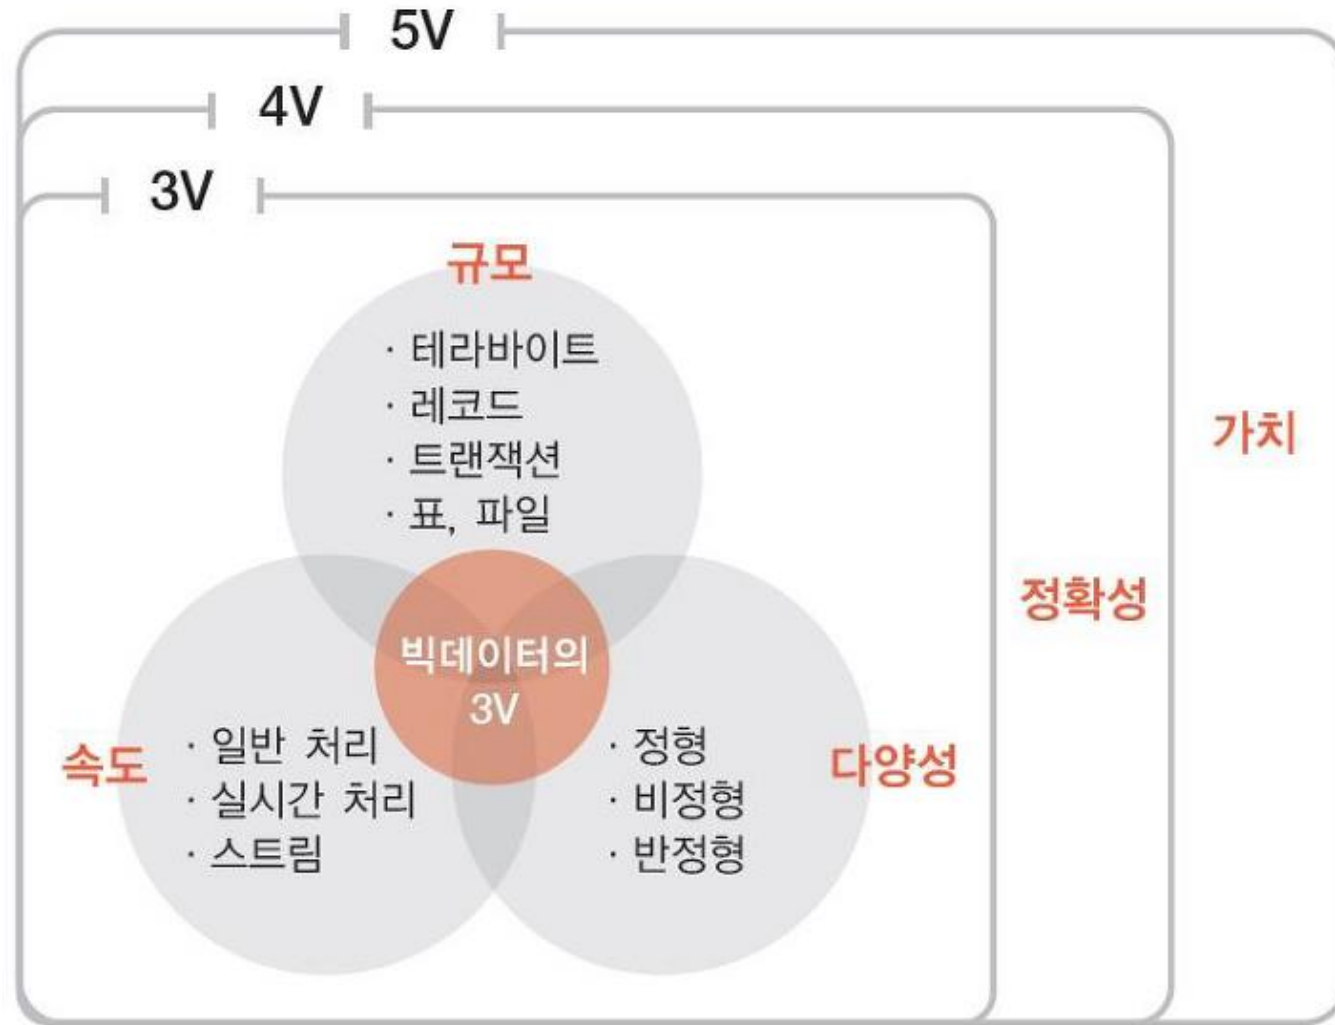 5V
4V
3V
규모
· 테라바이트
· 레코드
· 트랜잭션
· 표, 파일
가치
정확성
빅데이터의
3V
속도
· 일반 처리
· 실시간 처리
· 스트림
· 정형
· 비정형
· 반정형
다양성